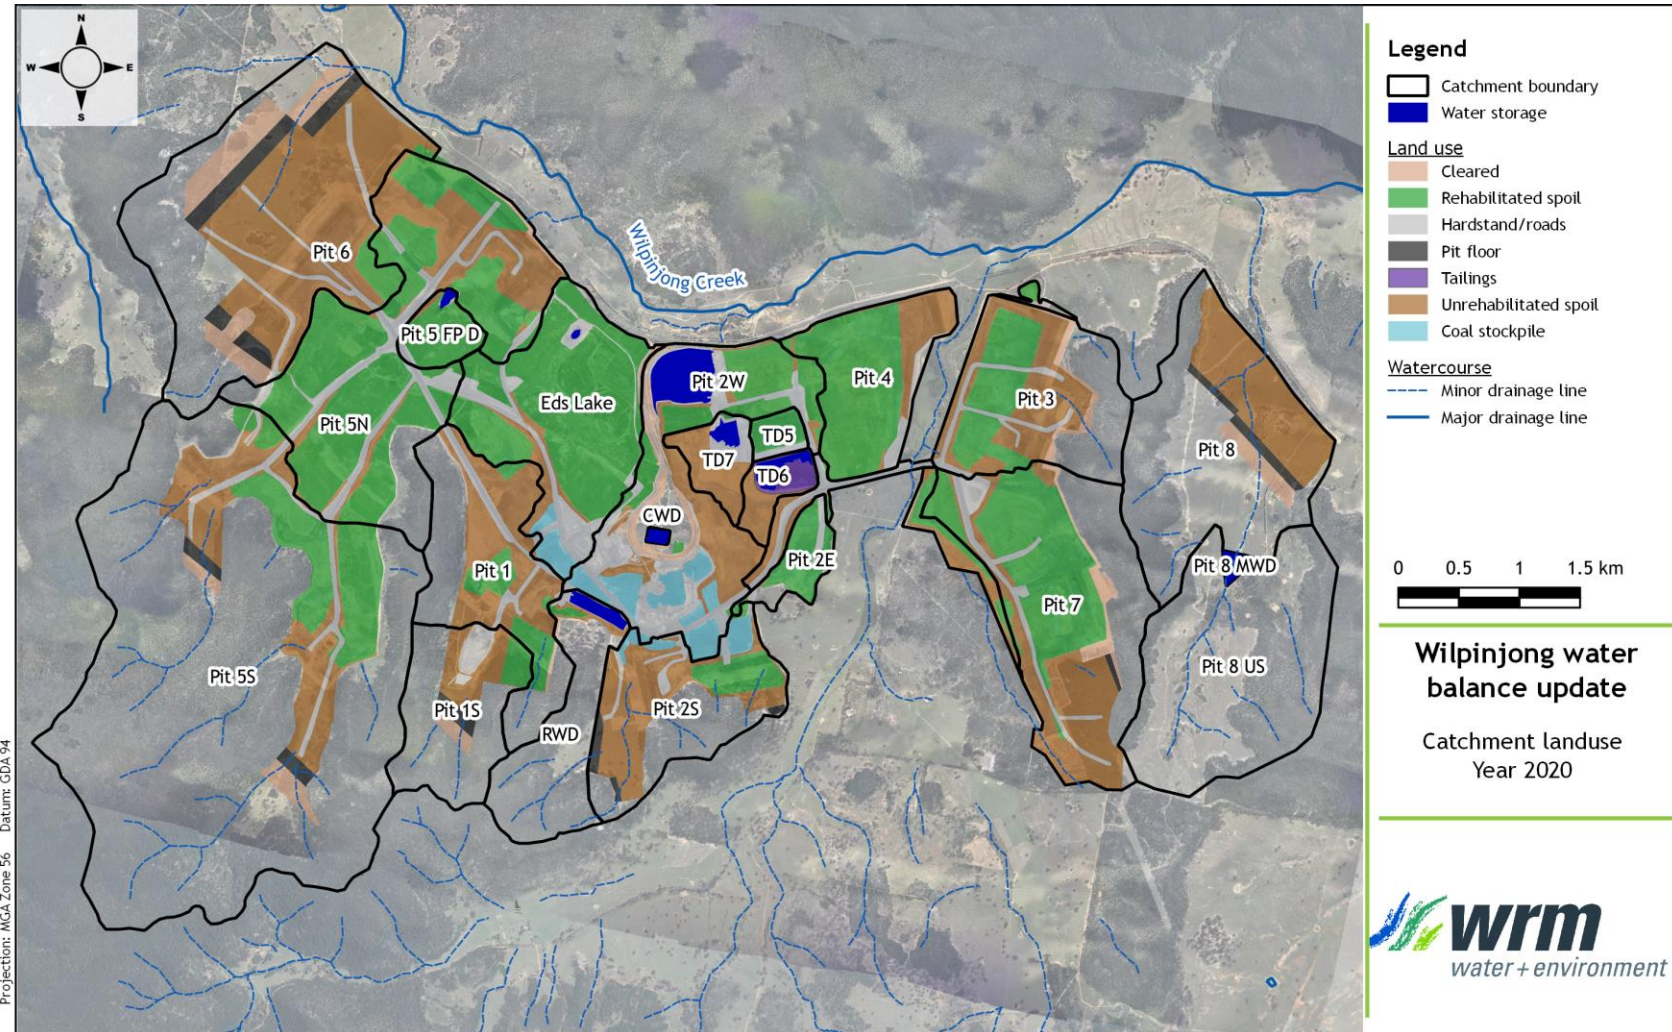 N
W E
S
Wilpinjong Creek
Pit 6
Pit 5 FP D
Pit 2W
Pit 4
Eds Lake
Pit 3
Pit 5N
TD5
TD7
TD6
Pit 8
CWD
Pit 2E
Pit 1
Pit 8 MWD
Pit 7
Pit 5S
Pit 8 US
Pit 1S
Pit 2S
RWD
Projection: MGA Zone 56 Datum: GDA 94
Legend
Catchment boundary
Water storage
Land use
Cleared
Rehabilitated spoil
Hardstand/roads
Pit floor
Tailings
Unrehabilitated spoil
Coal stockpile
Watercourse
Minor drainage line
Major drainage line
0 0.5 1 1.5 km
Wilpinjong water
balance update
Catchment landuse
Year 2020
wrm
water + environment